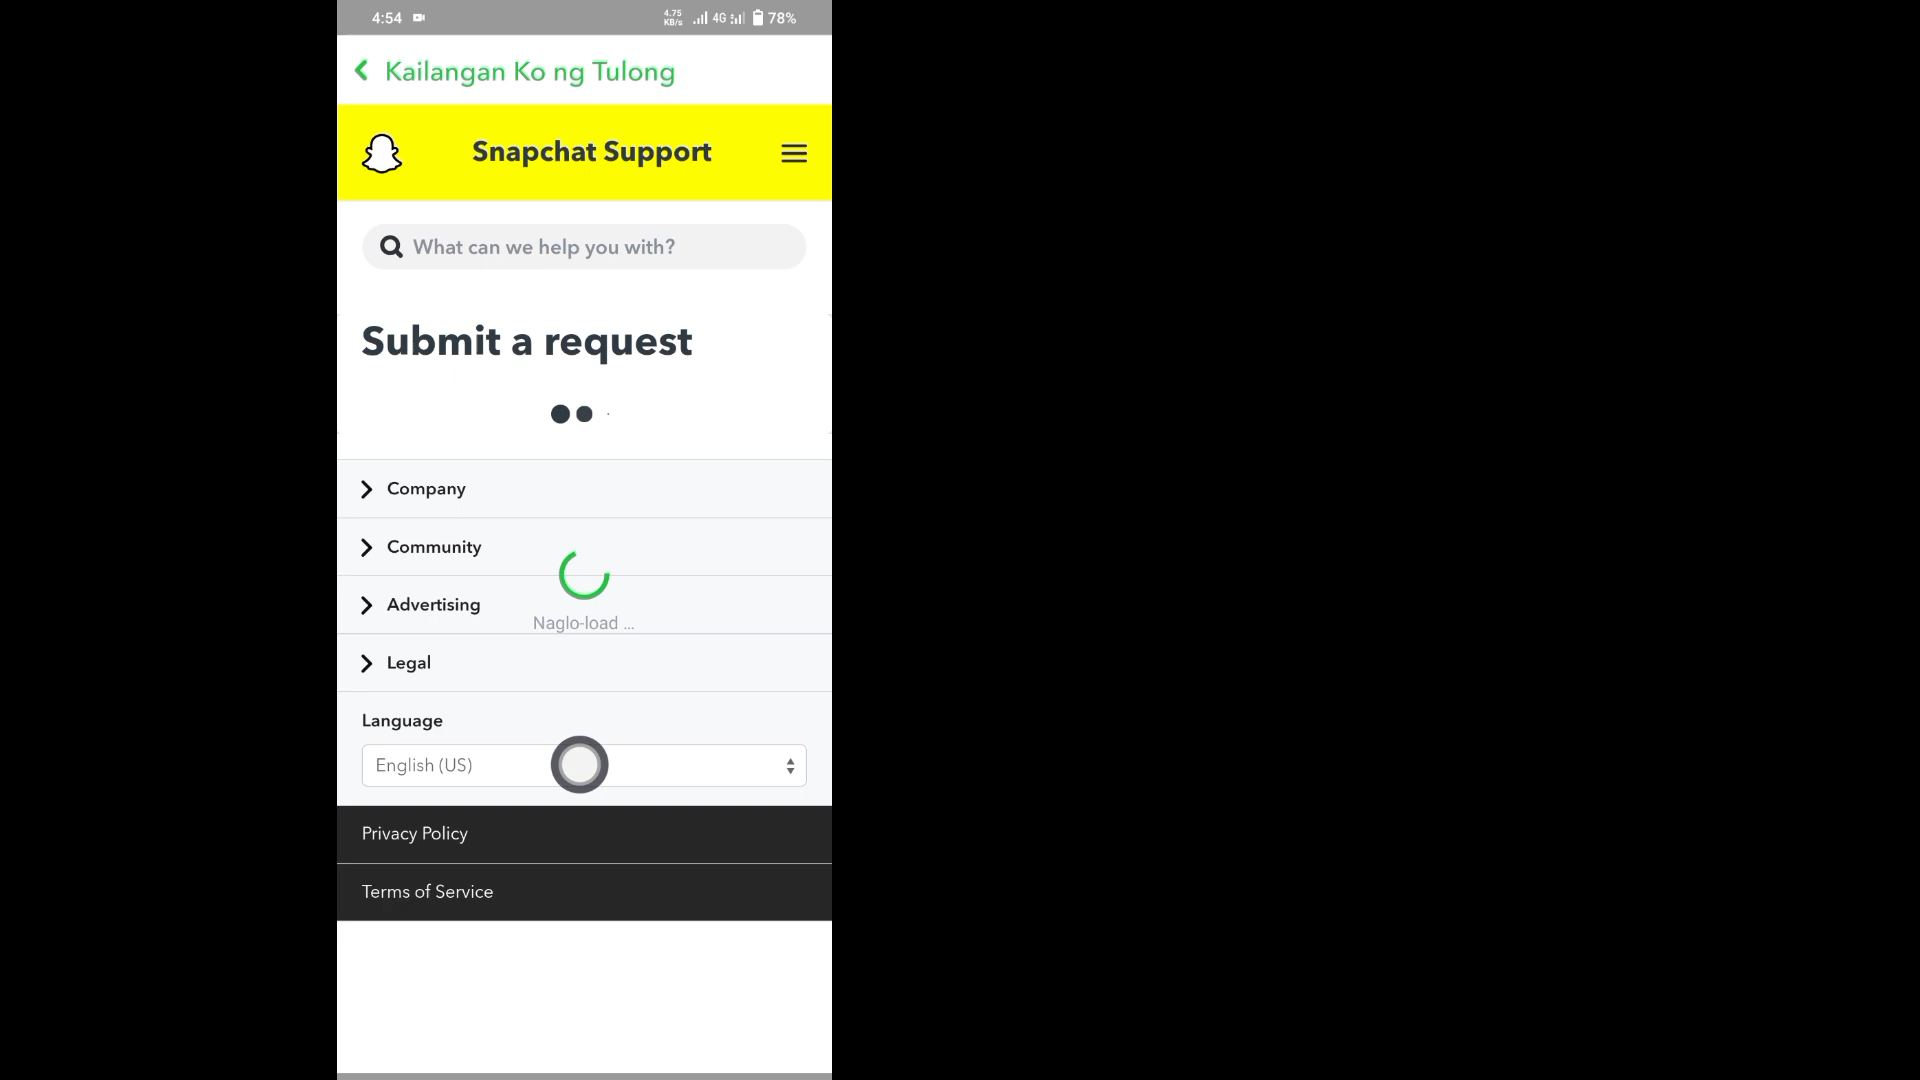 4:54
4.75 KB/s 4G 78%
Kailangan Ko ng Tulong
Snapchat Support
What can we help you with?
Submit a request
Company
Community
Advertising
Naglo-load ...
Legal
Language
English (US)
Privacy Policy
Terms of Service